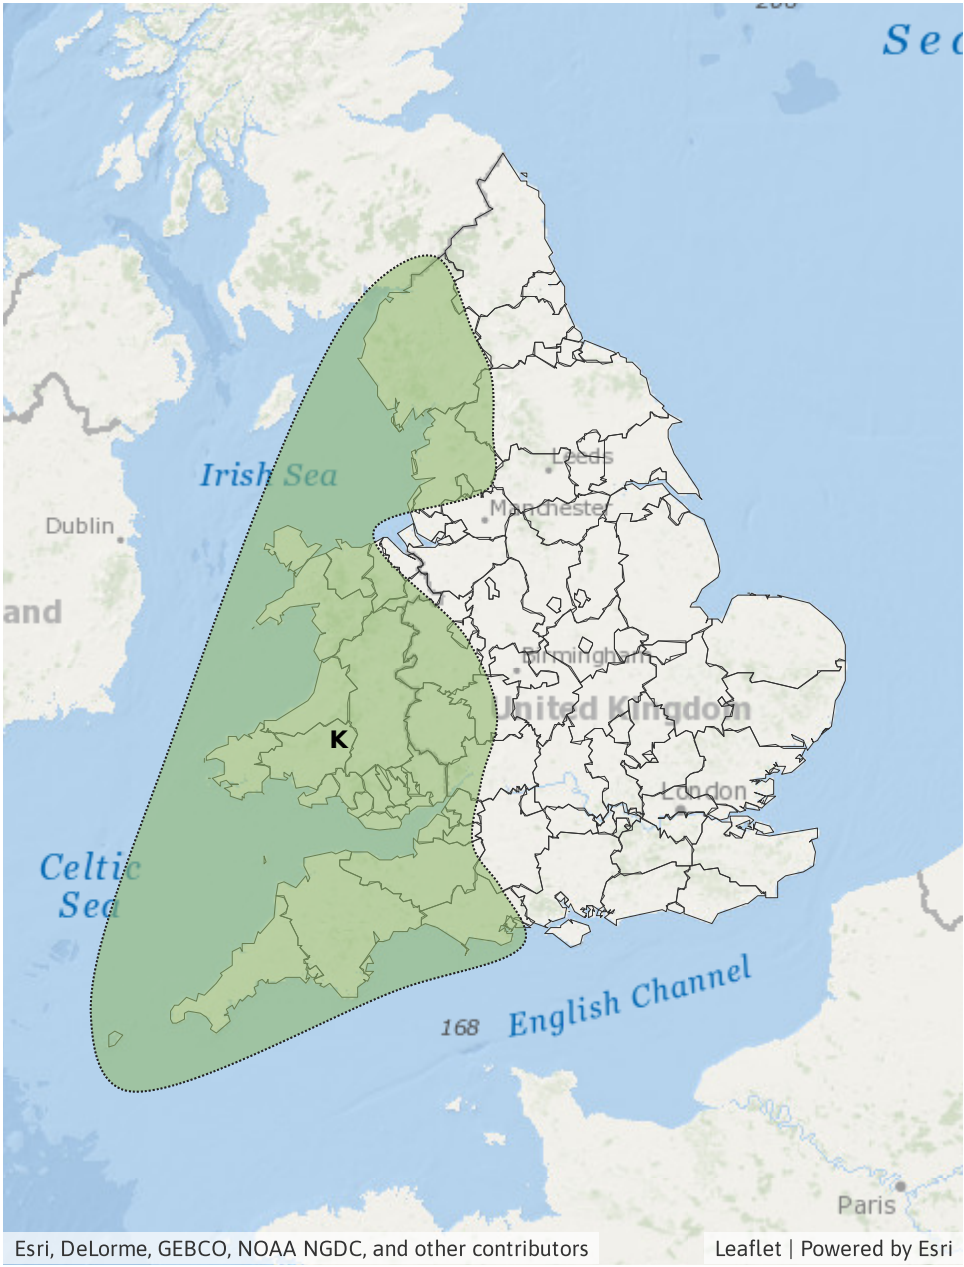 Sea
Leeds
Irish Sea
Manchester
Dublin
and
Birmingham
United Kingdom
K
London
Celtic
Sea
English Channel
168
Paris
Esri, DeLorme, GEBCO, NOAA NGDC, and other contributors
Leaflet | Powered by Esri